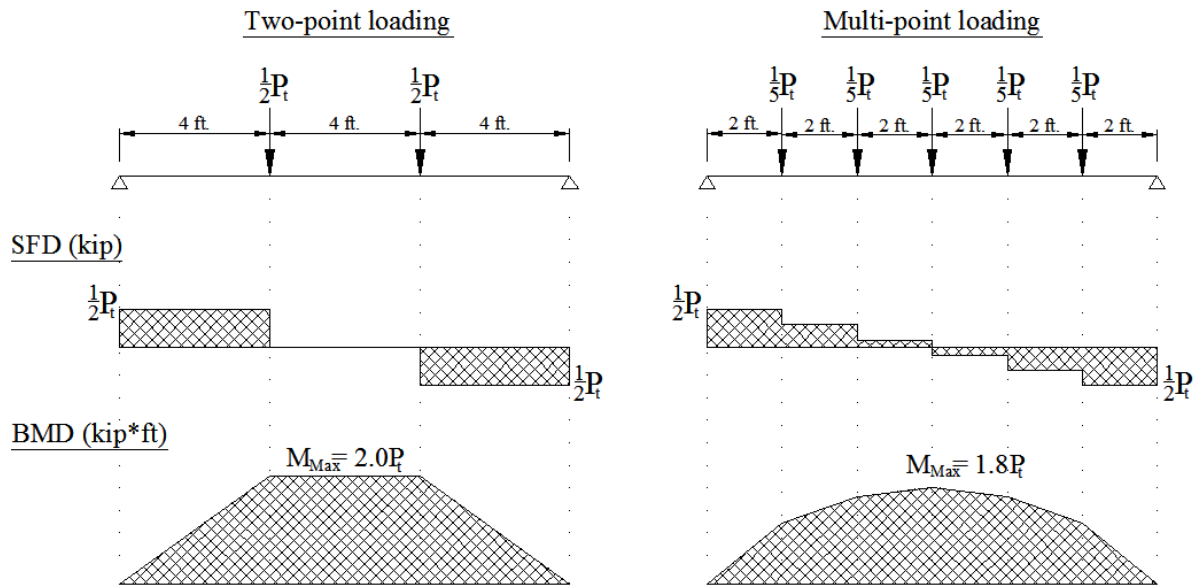 Two-point loading
Multi-point loading
½Pt ½Pt
⅕Pt ⅕Pt ⅕Pt ⅕Pt ⅕Pt
4 ft. 4 ft. 4 ft.
2 ft. 2 ft. 2 ft. 2 ft. 2 ft. 2 ft.
SFD (kip)
½Pt ½Pt
½Pt ½Pt
BMD (kip*ft)
MMax= 2.0Pt
MMax= 1.8Pt